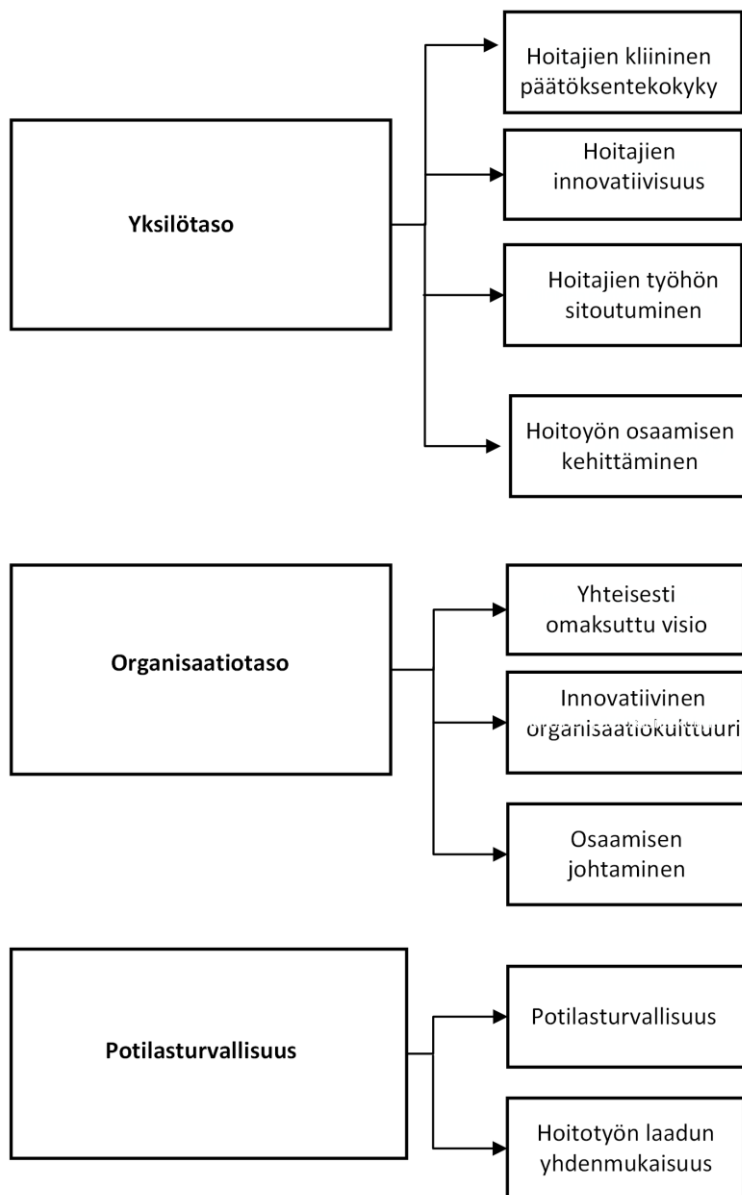 Yksilötaso
Hoitajien kliininen
päätöksentekokyky
Hoitajien
innovatiivisuus
Hoitajien työhön
sitoutuminen
Hoitoyön osaamisen
kehittäminen
Organisaatiotaso
Yhteisesti
omaksuttu visio
Innovatiivinen
organisaatiokulttuuri
Osaamisen
johtaminen
Potilasturvallisuus
Potilasturvallisuus
Hoitotyön laadun
yhdenmukaisuus